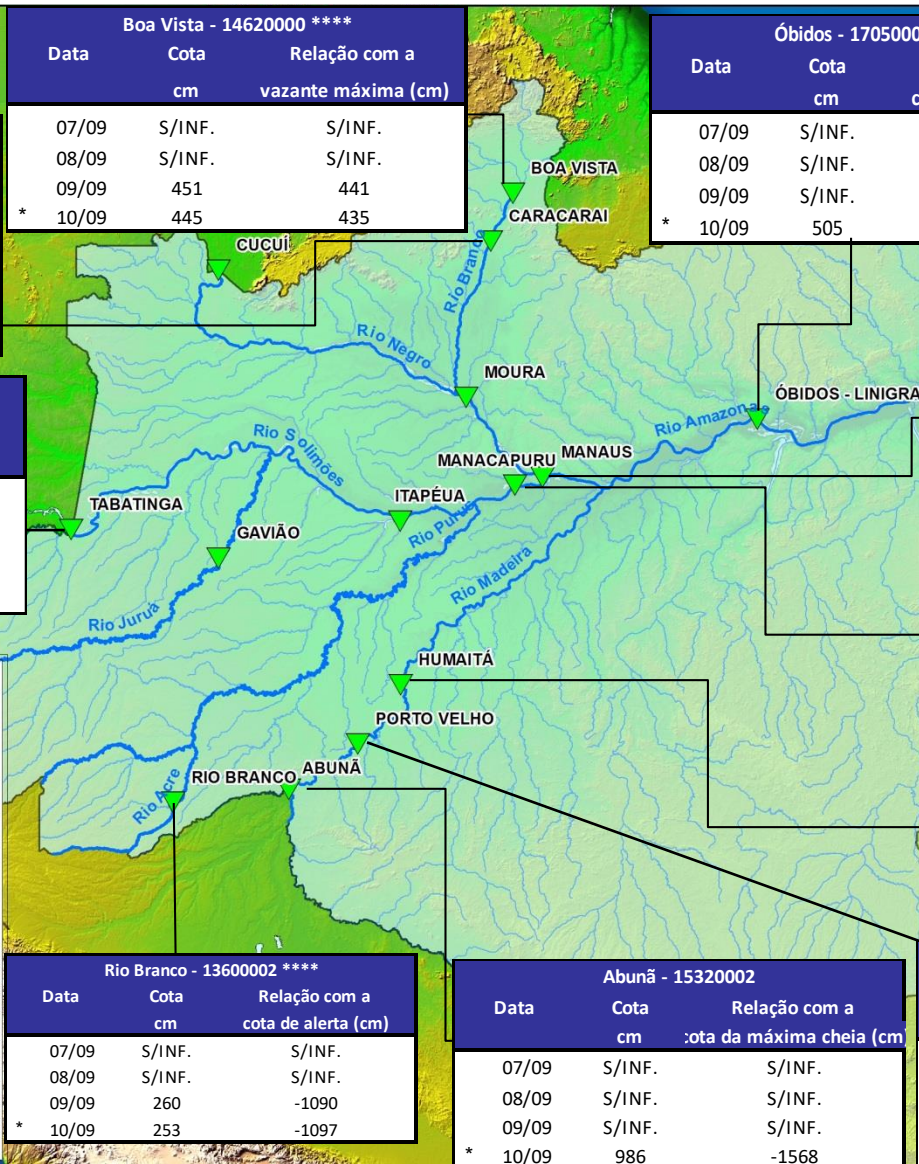 Boa Vista - 14620000 ****
Data Cota Relação com a
cm vazante máxima (cm)
07/09 S/INF. S/INF.
08/09 S/INF. S/INF.
09/09 451 441
* 10/09 445 435
Óbidos - 1705000
Data Cota
cm c
07/09 S/INF.
08/09 S/INF.
09/09 S/INF.
* 10/09 505
BOA VISTA
CARACARAI
CUCUÍ
Rio Branco
Rio Negro
MOURA
ÓBIDOS - LINIGRA
Rio Amazonas
Rio Solimões
MANACAPURU
MANAUS
TABATINGA
ITAPÉUA
GAVIÃO
Rio Purus
Rio Madeira
Rio Juruá
HUMAITÁ
PORTO VELHO
ABUNÃ
RIO BRANCO
Rio Acre
Rio Branco - 13600002 ****
Data Cota Relação com a
cm cota de alerta (cm)
07/09 S/INF. S/INF.
08/09 S/INF. S/INF.
09/09 260 -1090
* 10/09 253 -1097
Abunã - 15320002
Data Cota Relação com a
cm cota da máxima cheia (cm)
07/09 S/INF. S/INF.
08/09 S/INF. S/INF.
09/09 S/INF. S/INF.
* 10/09 986 -1568